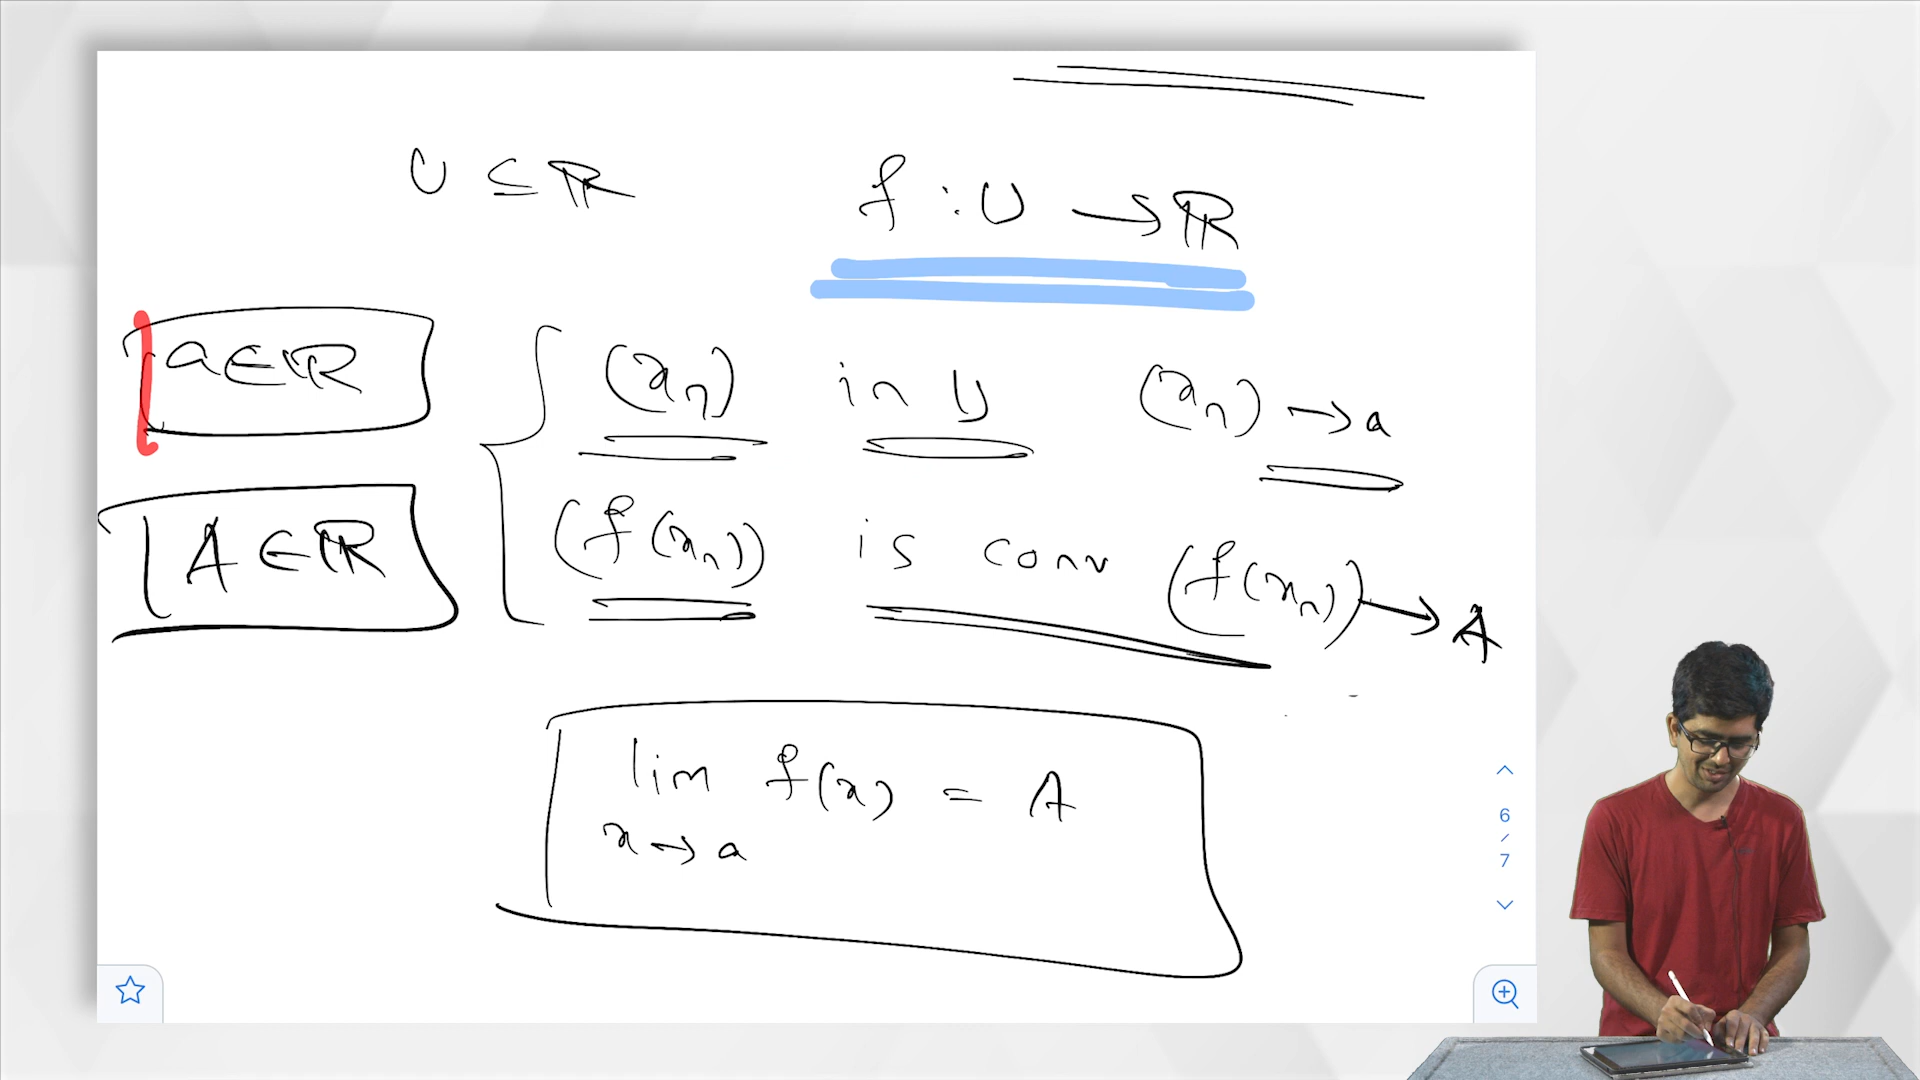 U ⊆ ℝ f : U → ℝ
a ∈ ℝ (xₙ) in U (xₙ) → a
A ∈ ℝ (f(xₙ)) is conv (f(xₙ)) → A
lim f(x) = A
x → a
6
/
7